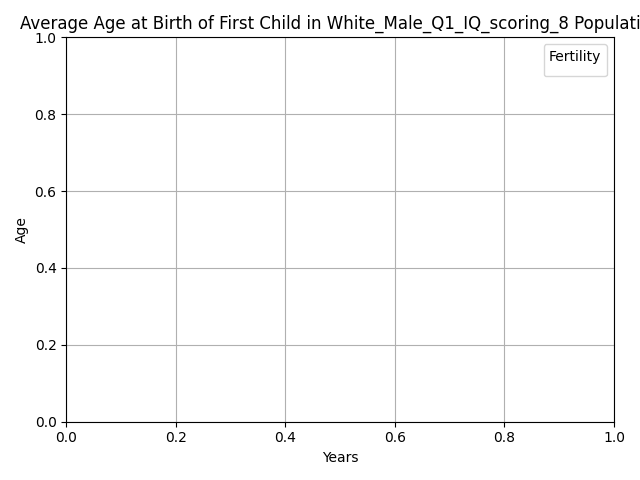 Average Age at Birth of First Child in White_Male_Q1_IQ_scoring_8 Populati
Fertility
1.0
0.8
0.6
0.4
0.2
0.0
Age
0.0 0.2 0.4 0.6 0.8 1.0
Years